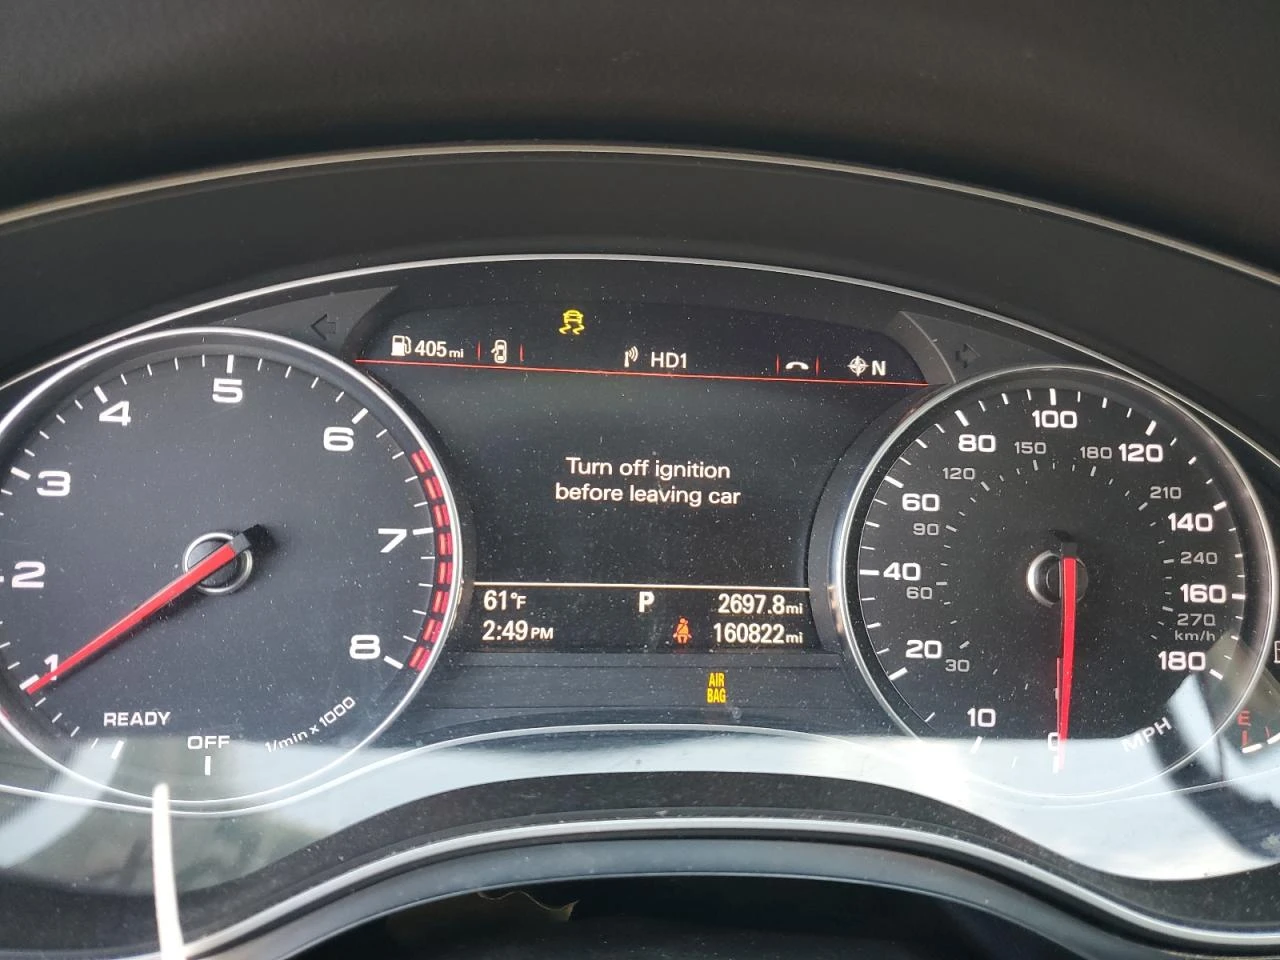 405 mi
HD1
N
Turn off ignition
before leaving car
61°F
P
2697.8 mi
2:49 PM
160822 mi
AIR
BAG
1
2
3
4
5
6
7
8
READY
OFF
1/min x 1000
0
10
20
40
60
80
100
120
140
160
180
MPH
30
60
90
120
150
180
210
240
270
km/h
E